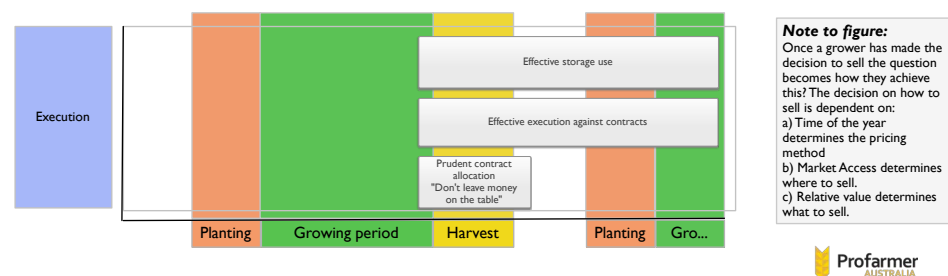 Execution
Effective storage use
Effective execution against contracts
Prudent contract
allocation
"Don't leave money
on the table"
Planting
Growing period
Harvest
Planting
Gro...
Note to figure:
Once a grower has made the
decision to sell the question
becomes how they achieve
this? The decision on how to
sell is dependent on:
a) Time of the year
determines the pricing
method
b) Market Access determines
where to sell.
c) Relative value determines
what to sell.
Profarmer
AUSTRALIA